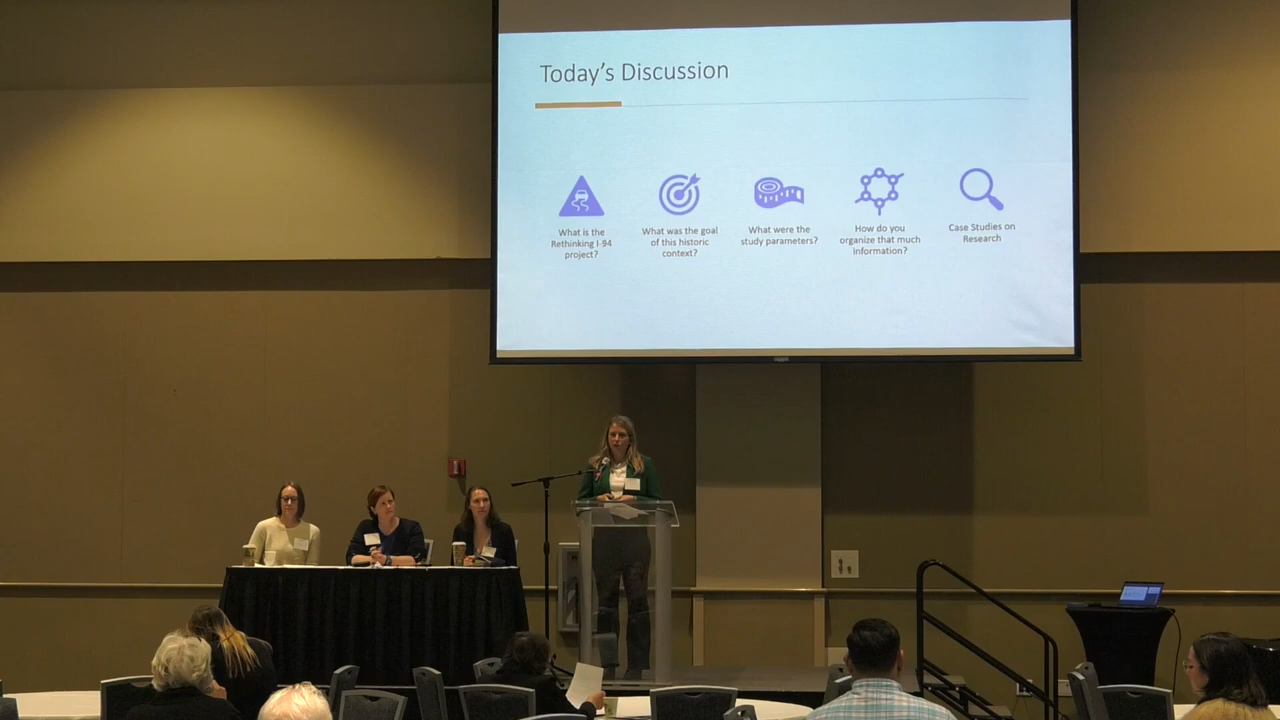 Today's Discussion
What is the
Rethinking I-94
project?
What was the goal
of this historic
context?
What were the
study parameters?
How do you
organize that much
information?
Case Studies on
Research